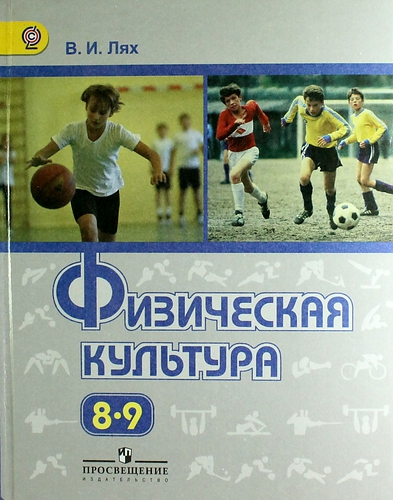 В. И. Лях
Физическая
культура
8·9
ПРОСВЕЩЕНИЕ
ИЗДАТЕЛЬСТВО